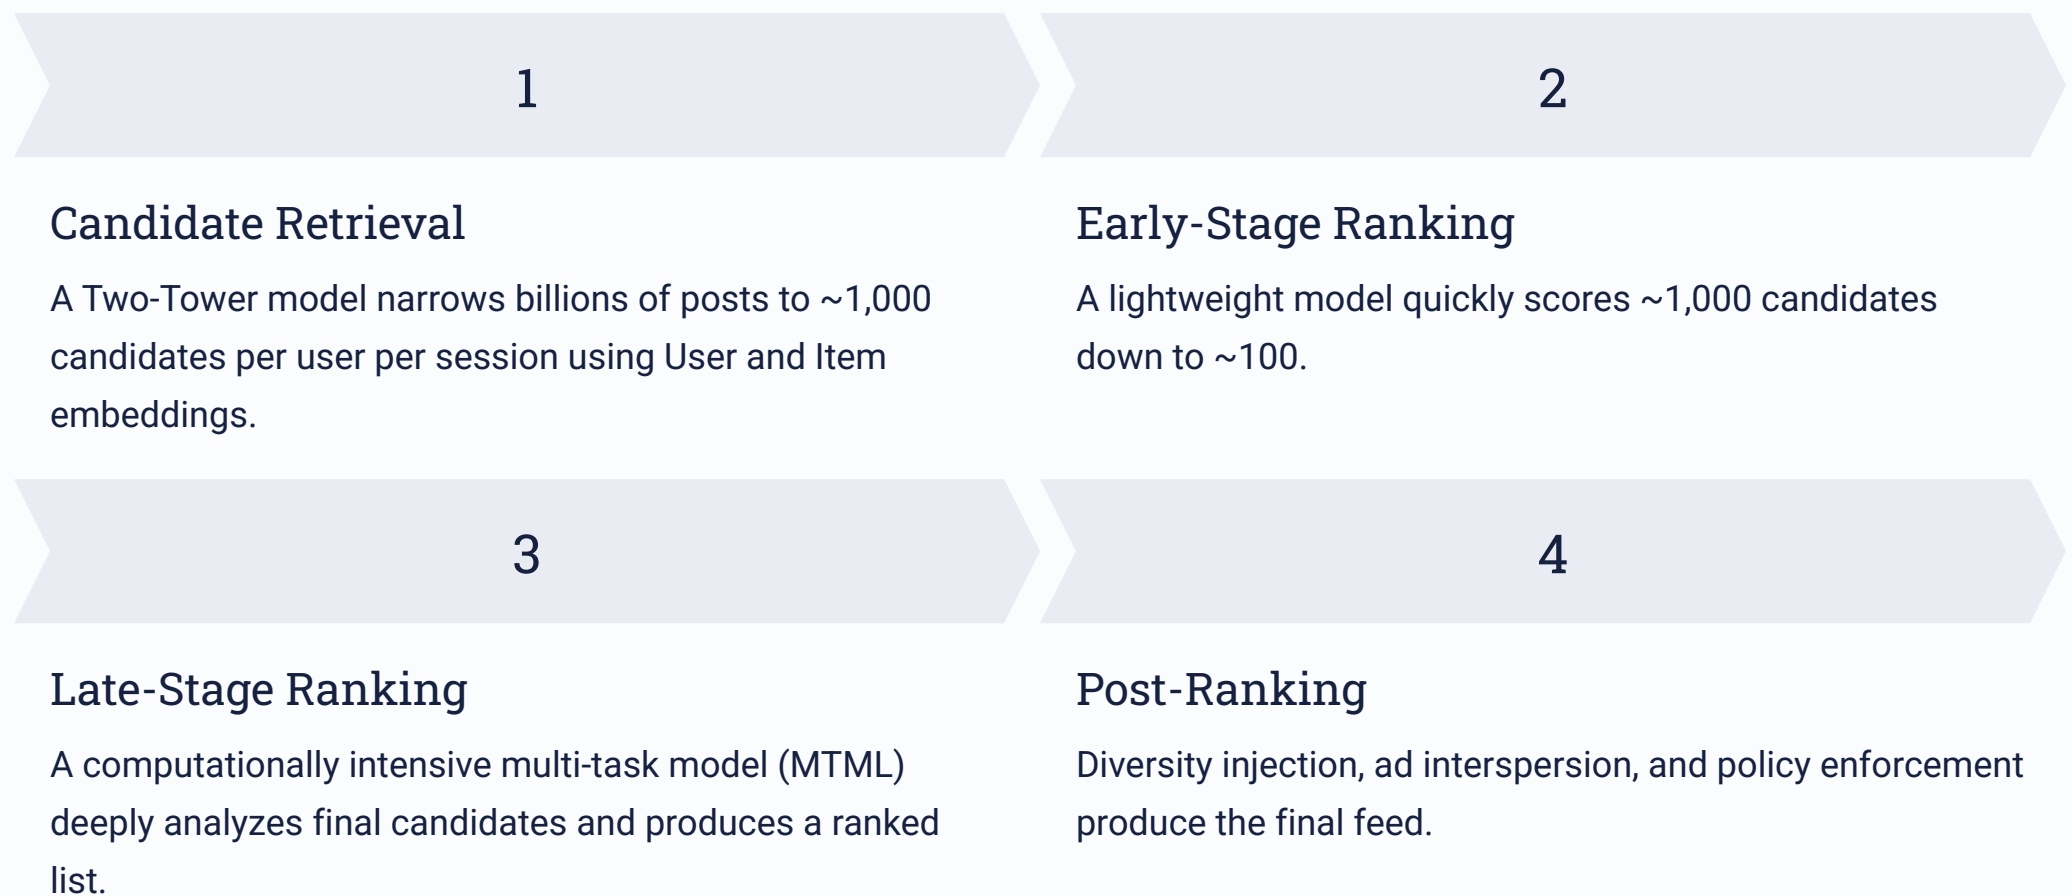 1
2
Candidate Retrieval
A Two-Tower model narrows billions of posts to ~1,000
candidates per user per session using User and Item
embeddings.
Early-Stage Ranking
A lightweight model quickly scores ~1,000 candidates
down to ~100.
3
4
Late-Stage Ranking
A computationally intensive multi-task model (MTML)
deeply analyzes final candidates and produces a ranked
list.
Post-Ranking
Diversity injection, ad interspersion, and policy enforcement
produce the final feed.